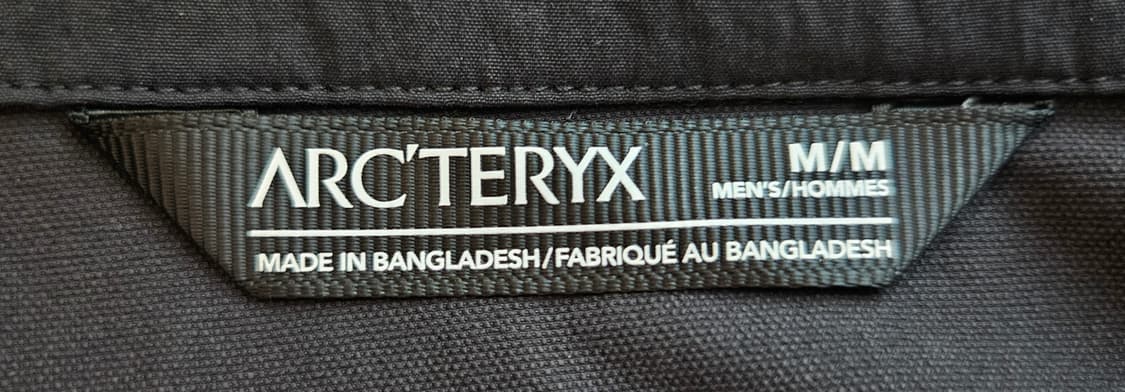 ARC'TERYX
M/M
MEN'S/HOMMES
MADE IN BANGLADESH/FABRIQUÉ AU BANGLADESH